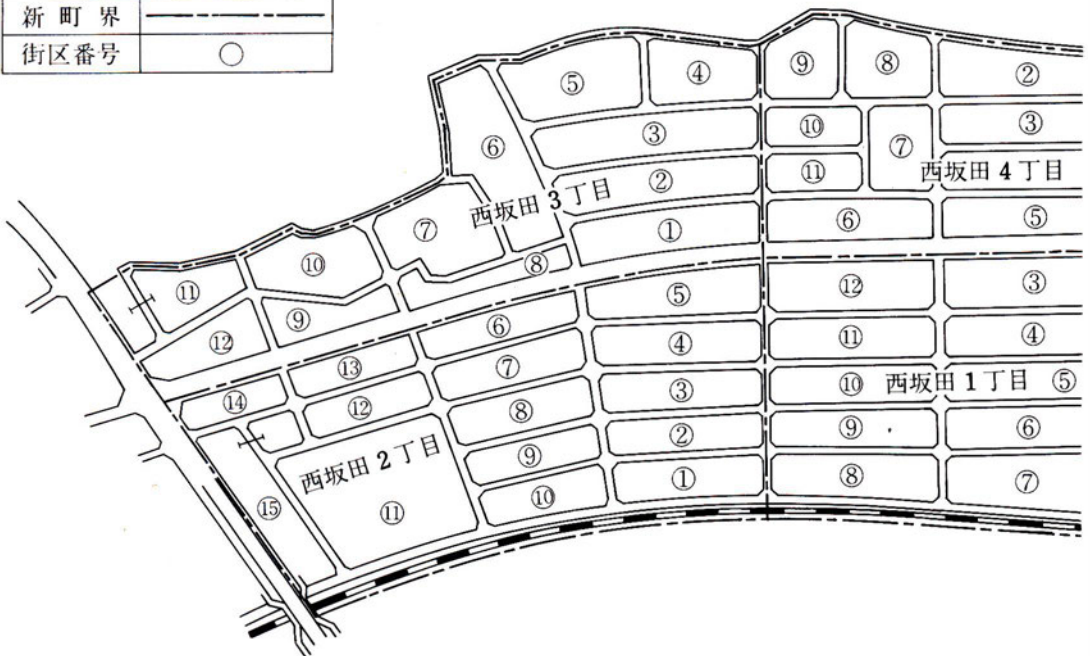 新町界
街区番号 ○
⑤ ④ ⑨ ⑧ ②
⑥ ③ ⑩ ⑦ ③
② ⑪ 西坂田4丁目
西坂田3丁目
⑦ ① ⑥ ⑤
⑩ ⑧
⑪ ⑨ ⑤ ⑫ ③
⑫ ⑥ ④ ⑪ ④
⑬ ⑦ ③ ⑩ 西坂田1丁目 ⑤
⑭ ⑫ ⑧ ② ⑨ ⑥
西坂田2丁目 ⑨ ① ⑧ ⑦
⑮ ⑪ ⑩